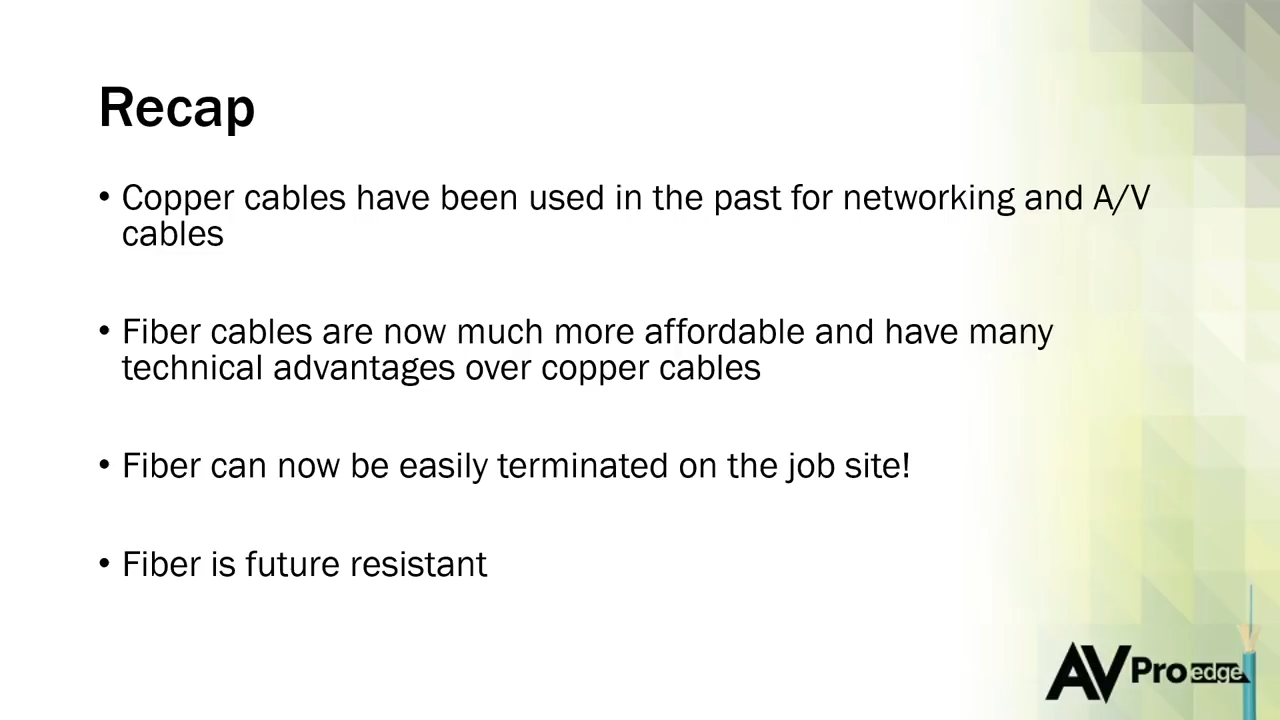 Recap
• Copper cables have been used in the past for networking and A/V
cables
• Fiber cables are now much more affordable and have many
technical advantages over copper cables
• Fiber can now be easily terminated on the job site!
• Fiber is future resistant
AVPro edge